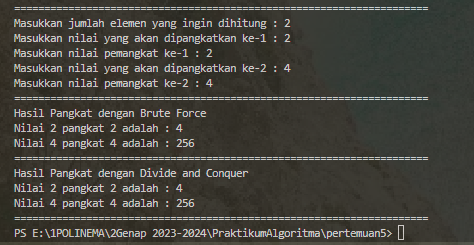 ==================================================================
Masukkan jumlah elemen yang ingin dihitung : 2
Masukkan nilai yang akan dipangkatkan ke-1 : 2
Masukkan nilai pemangkat ke-1 : 2
Masukkan nilai yang akan dipangkatkan ke-2 : 4
Masukkan nilai pemangkat ke-2 : 4
==================================================================
Hasil Pangkat dengan Brute Force
Nilai 2 pangkat 2 adalah : 4
Nilai 4 pangkat 4 adalah : 256
==================================================================
Hasil Pangkat dengan Divide and Conquer
Nilai 2 pangkat 2 adalah : 4
Nilai 4 pangkat 4 adalah : 256
==================================================================
PS E:\1POLINEMA\2Genap 2023-2024\PraktikumAlgoritma\pertemuan5>